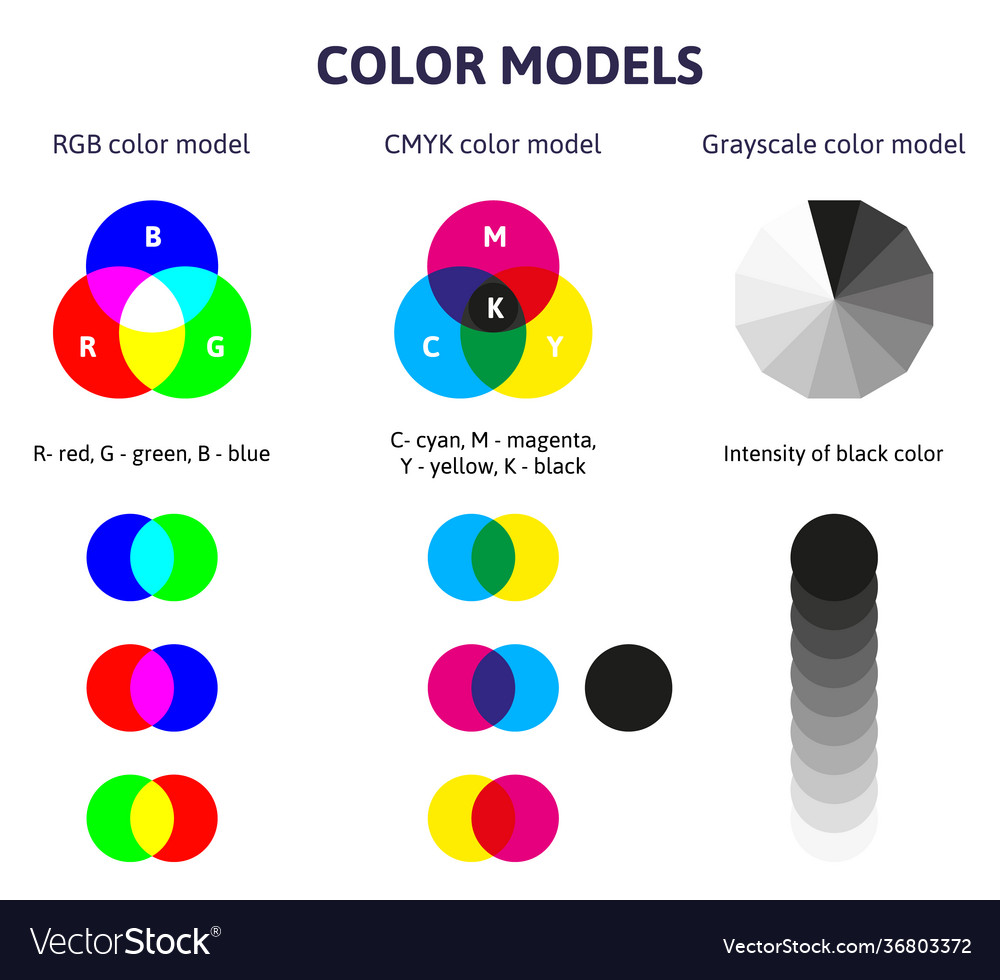 COLOR MODELS
RGB color model
CMYK color model
Grayscale color model
B
R
G
M
K
C
Y
R- red, G - green, B - blue
C- cyan, M - magenta,
Y - yellow, K - black
Intensity of black color
VectorStock®
VectorStock.com/36803372